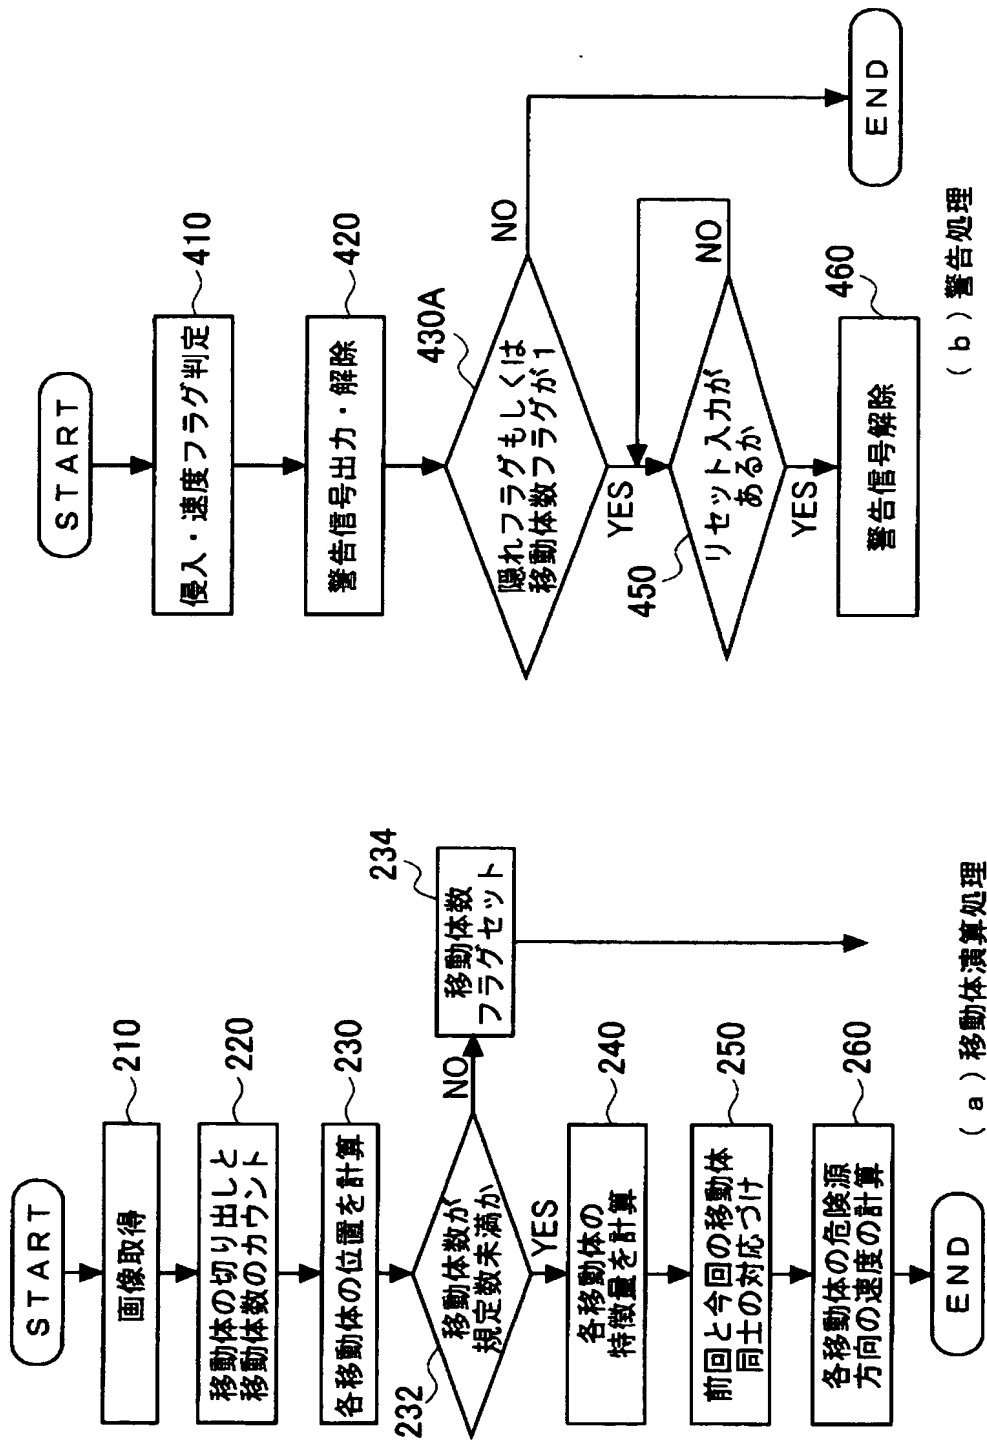 START
画像取得
210
移動体の切り出しと
移動体数のカウント
220
各移動体の位置を計算
230
移動体数が
規定数未満か
232
NO
移動体数
フラグセット
234
YES
各移動体の
特徴量を計算
240
前回と今回の移動体
同士の対応づけ
250
各移動体の危険源
方向の速度の計算
260
END
(a)移動体演算処理
START
侵入・速度フラグ判定
410
警告信号出力・解除
420
隠れフラグもしくは
移動体数フラグが1
430A
NO
YES
リセット入力が
あるか
450
NO
YES
警告信号解除
460
END
(b)警告処理